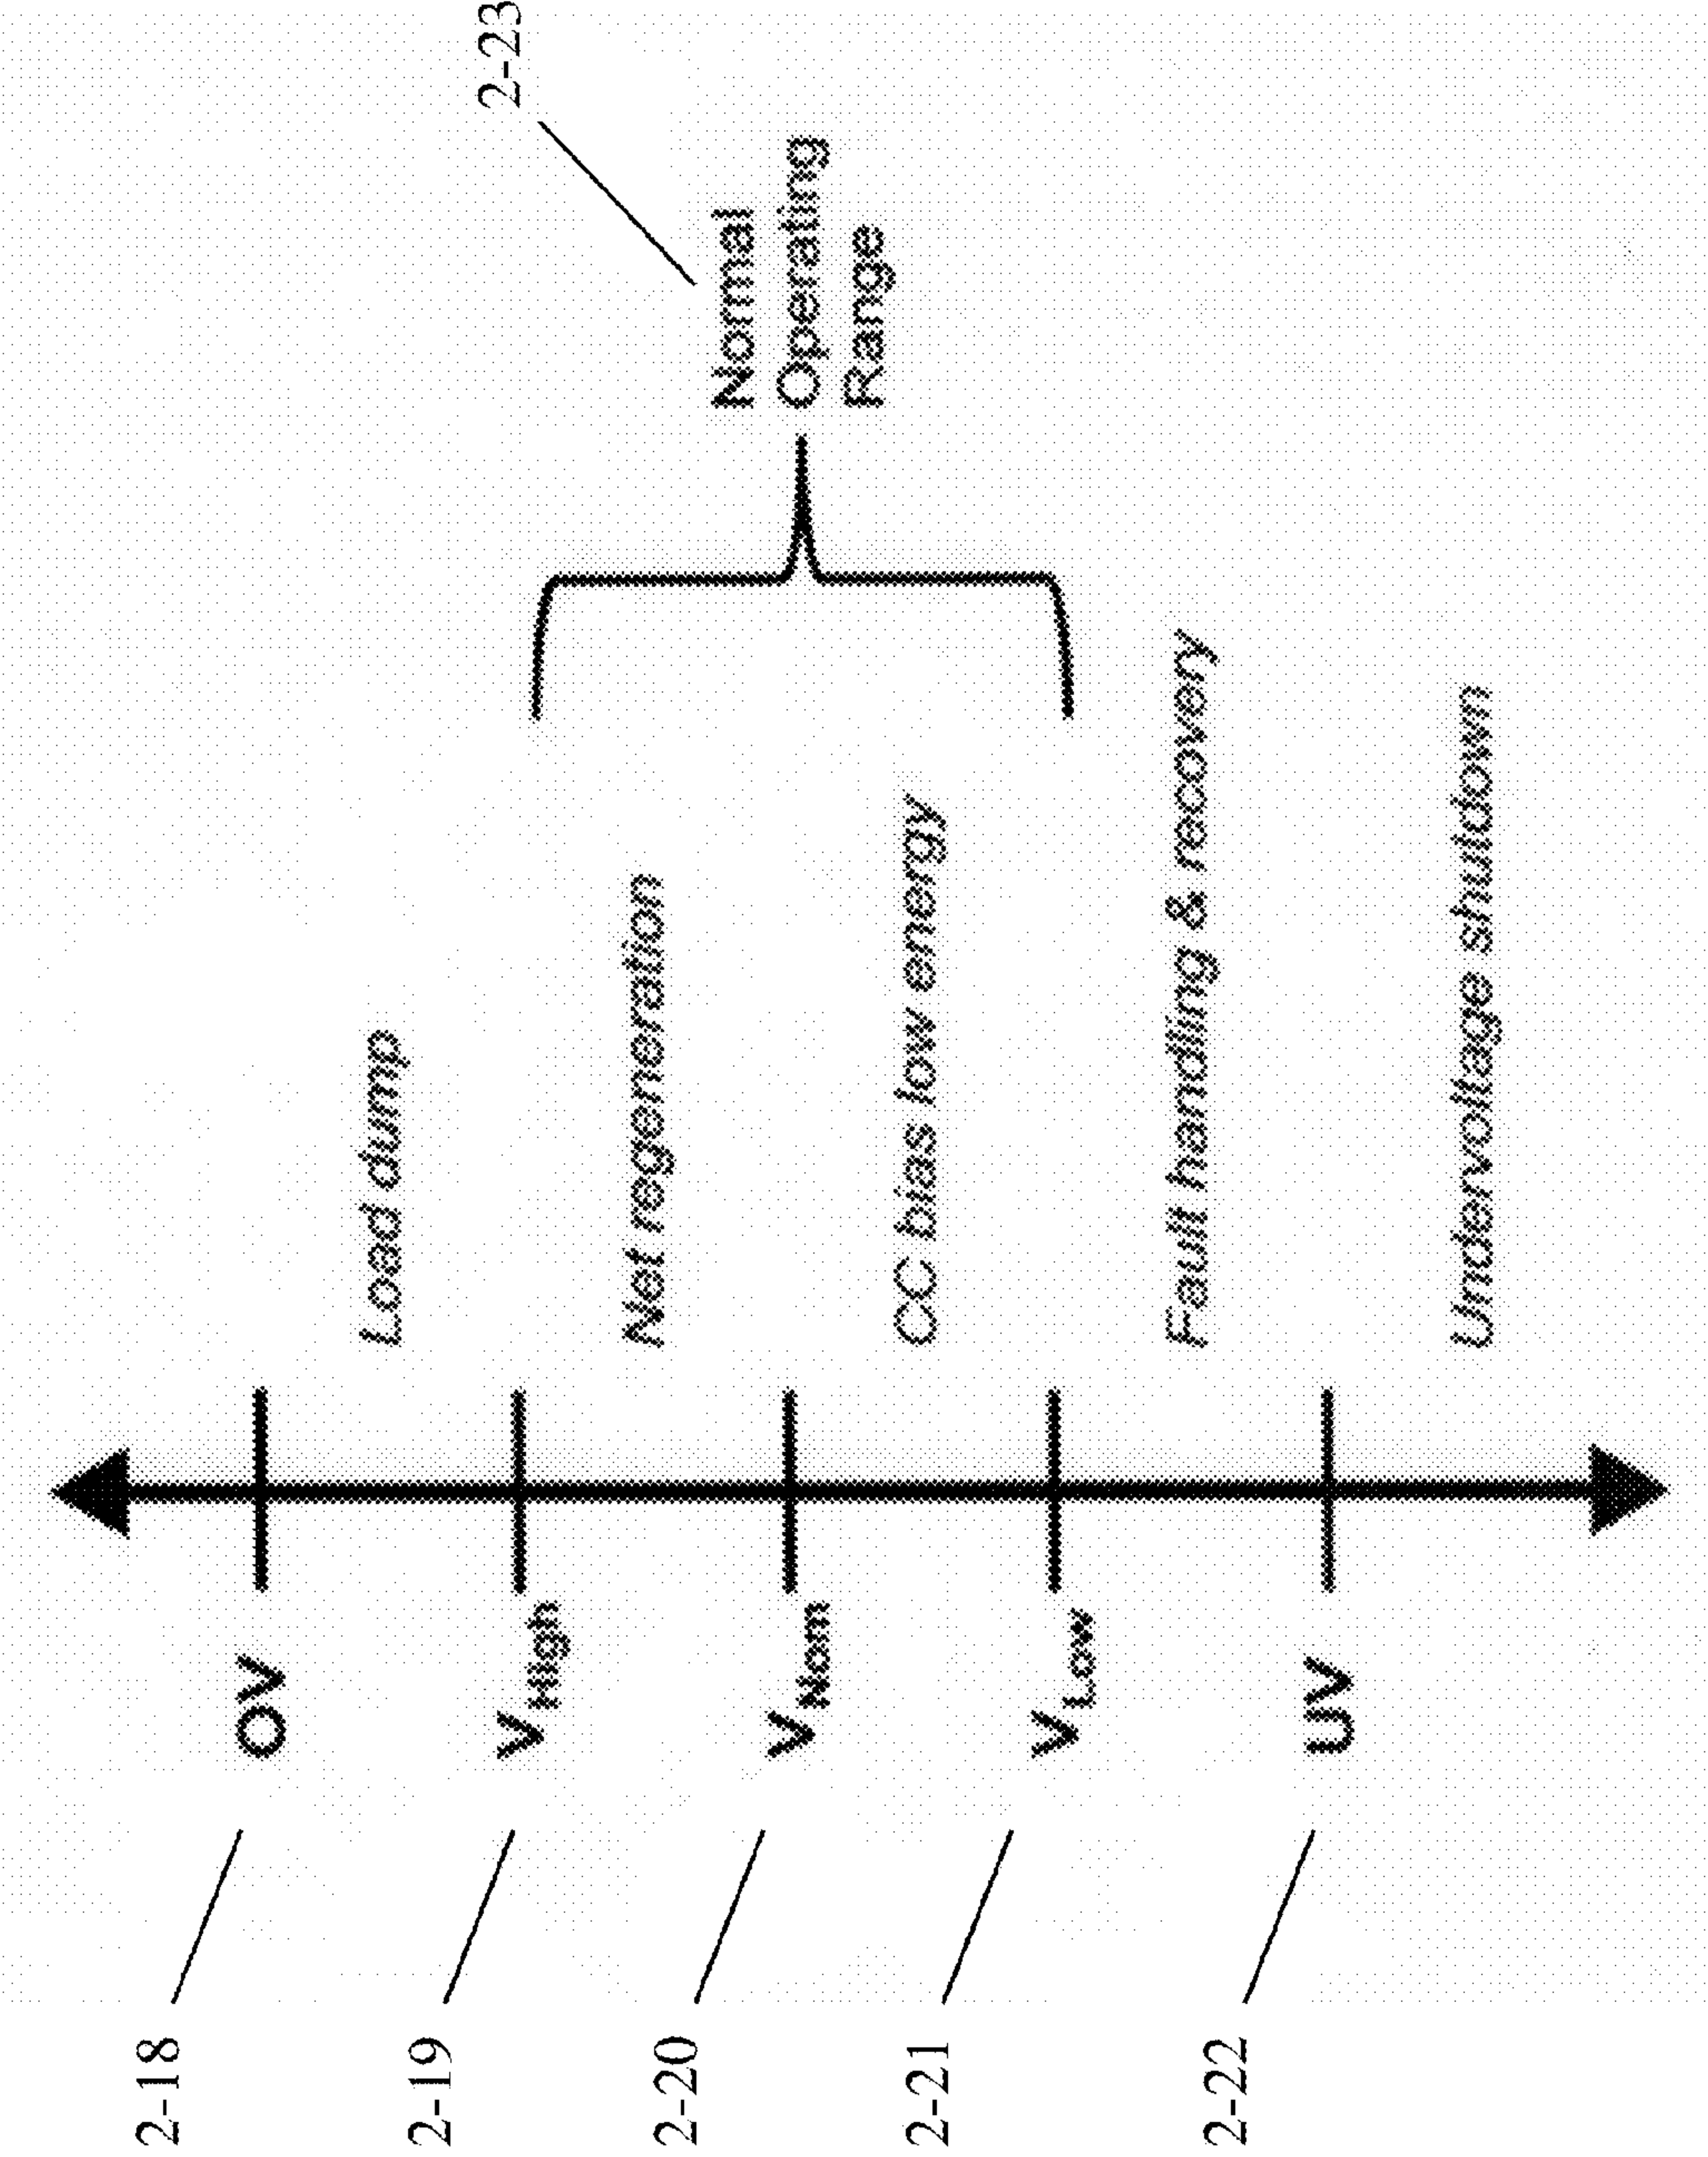 2-18
OV
Load dump
2-19
VHigh
Net regeneration
2-20
VNom
CC bias low energy
2-21
VLow
Fault handling & recovery
2-22
UV
Undervoltage shutdown
Normal
Operating
Range
2-23